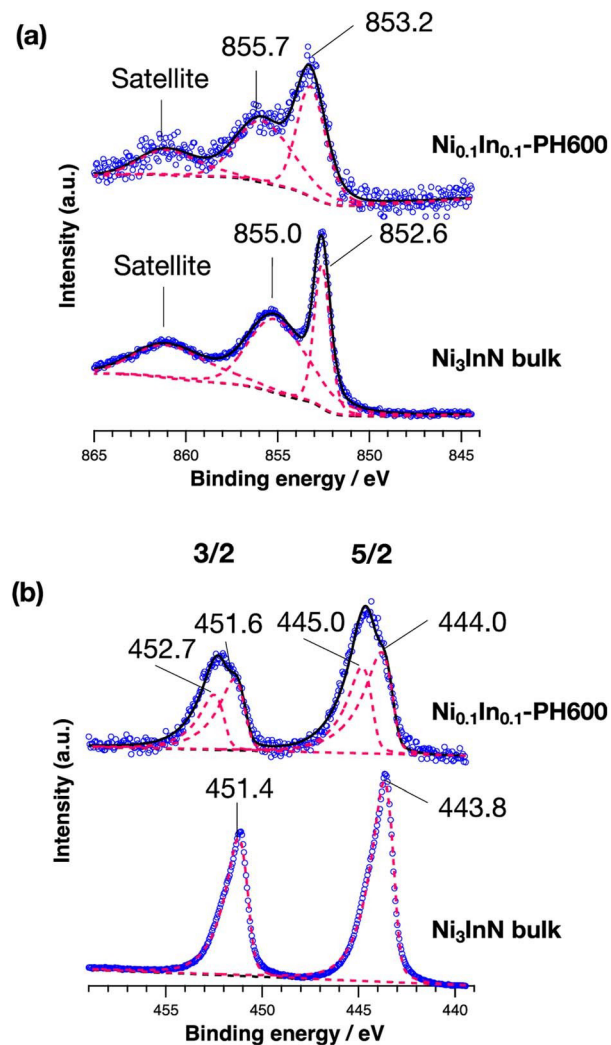 (a)
853.2
855.7
Satellite
Ni₀.₁In₀.₁-PH600
855.0
852.6
Satellite
Ni₃InN bulk
Intensity (a.u.)
865 860 855 850 845
Binding energy / eV
3/2 5/2
(b)
451.6 445.0 444.0
452.7
Ni₀.₁In₀.₁-PH600
451.4
443.8
Ni₃InN bulk
Intensity (a.u.)
455 450 445 440
Binding energy / eV